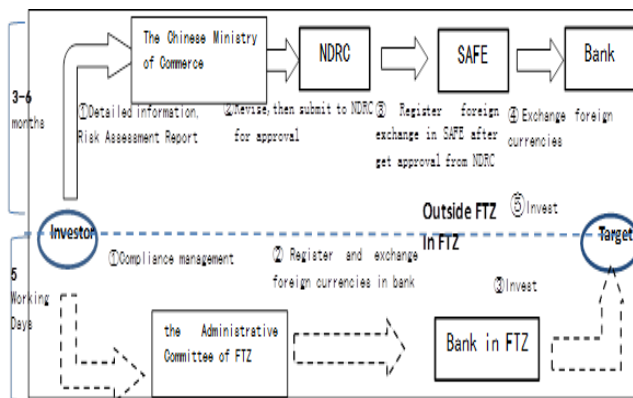 The Chinese Ministry
of Commerce
NDRC
SAFE
Bank
3-6
months
①Detailed information,
Risk Assessment Report
②Revise, then submit to NDRC
for approval
③ Register foreign
exchange in SAFE after
get approval from NDRC
④ Exchange foreign
currencies
Outside FTZ
⑤Invest
Investor
In FTZ
Target
①Compliance management
② Register and exchange
foreign currencies in bank
③Invest
5
Working
Days
the Administrative
Committee of FTZ
Bank in FTZ